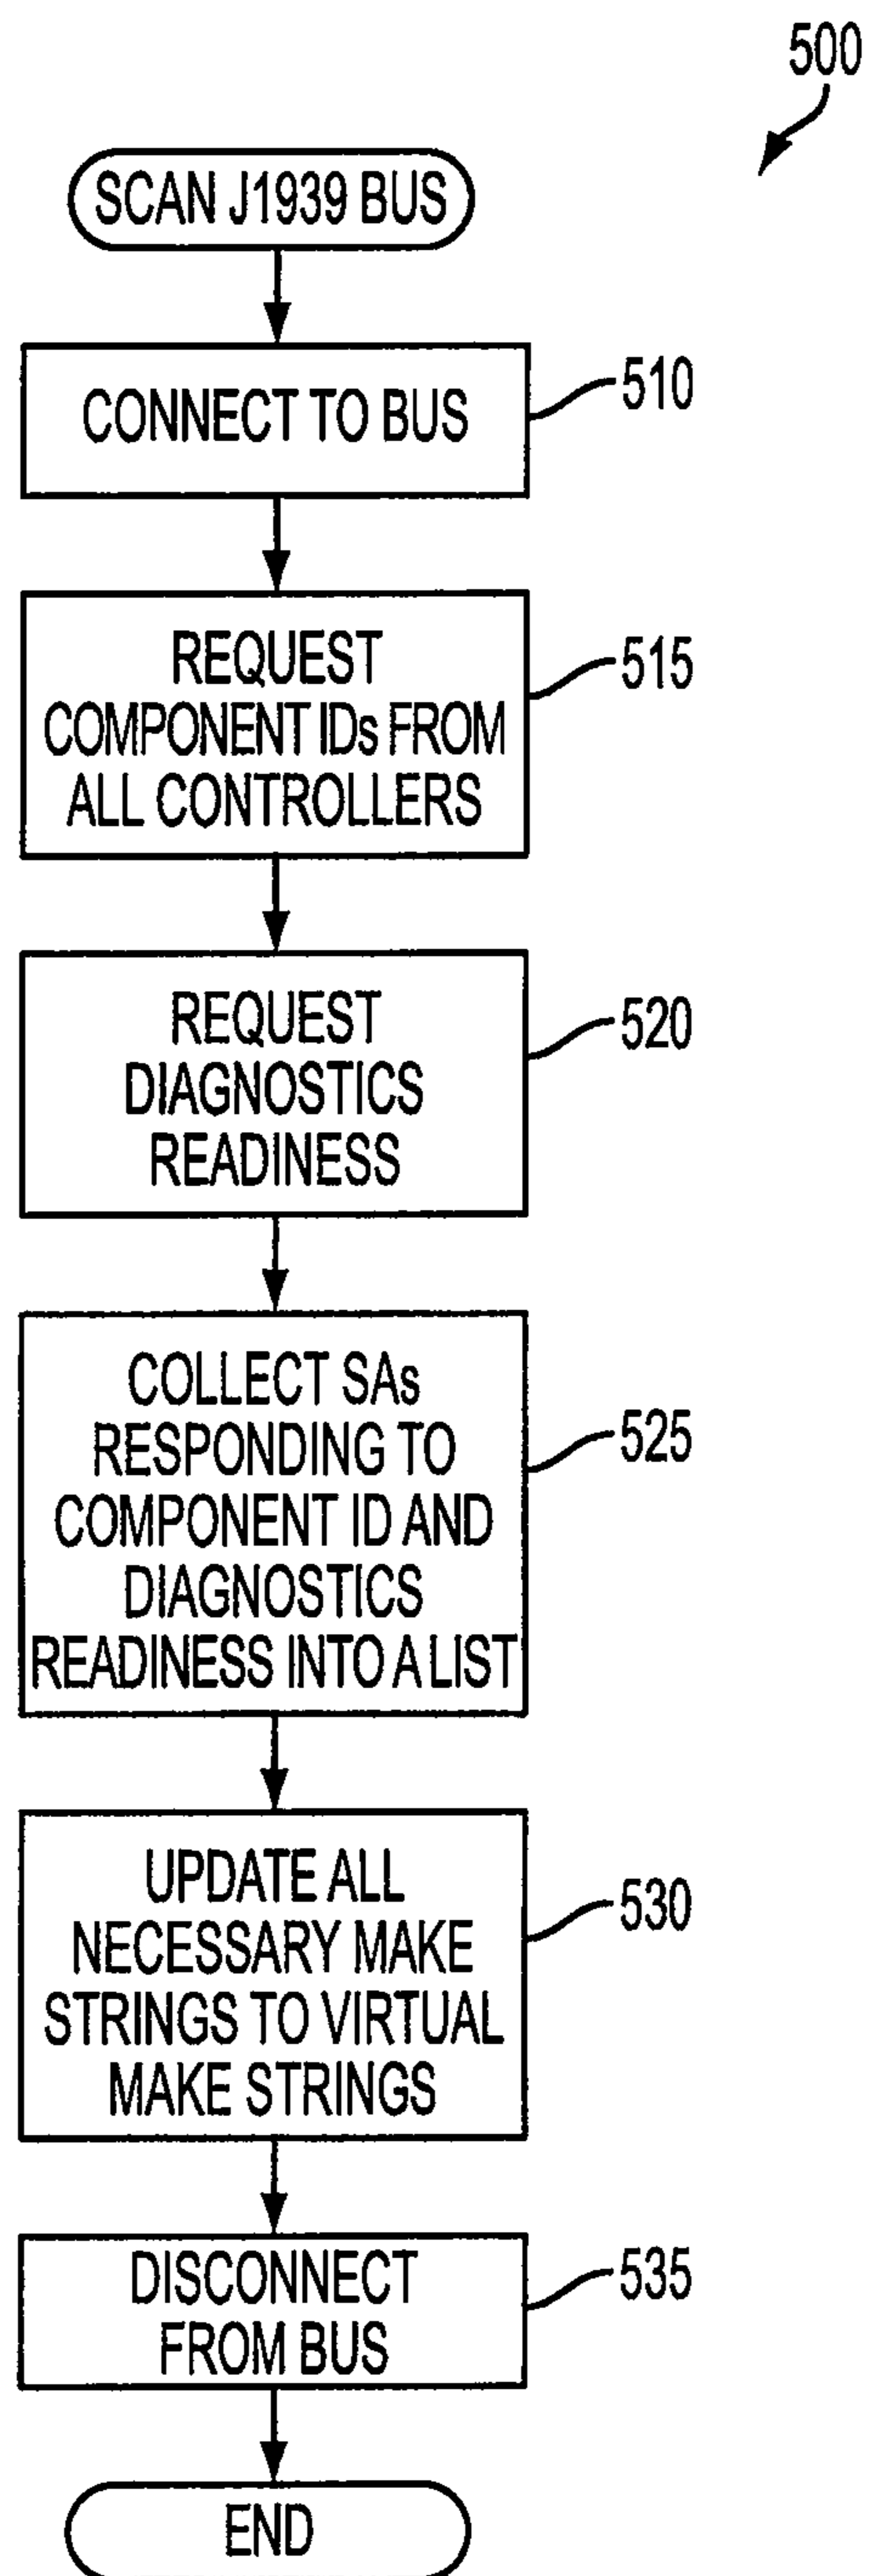 500
SCAN J1939 BUS
CONNECT TO BUS
510
REQUEST
COMPONENT IDs FROM
ALL CONTROLLERS
515
REQUEST
DIAGNOSTICS
READINESS
520
COLLECT SAs
RESPONDING TO
COMPONENT ID AND
DIAGNOSTICS
READINESS INTO A LIST
525
UPDATE ALL
NECESSARY MAKE
STRINGS TO VIRTUAL
MAKE STRINGS
530
DISCONNECT
FROM BUS
535
END